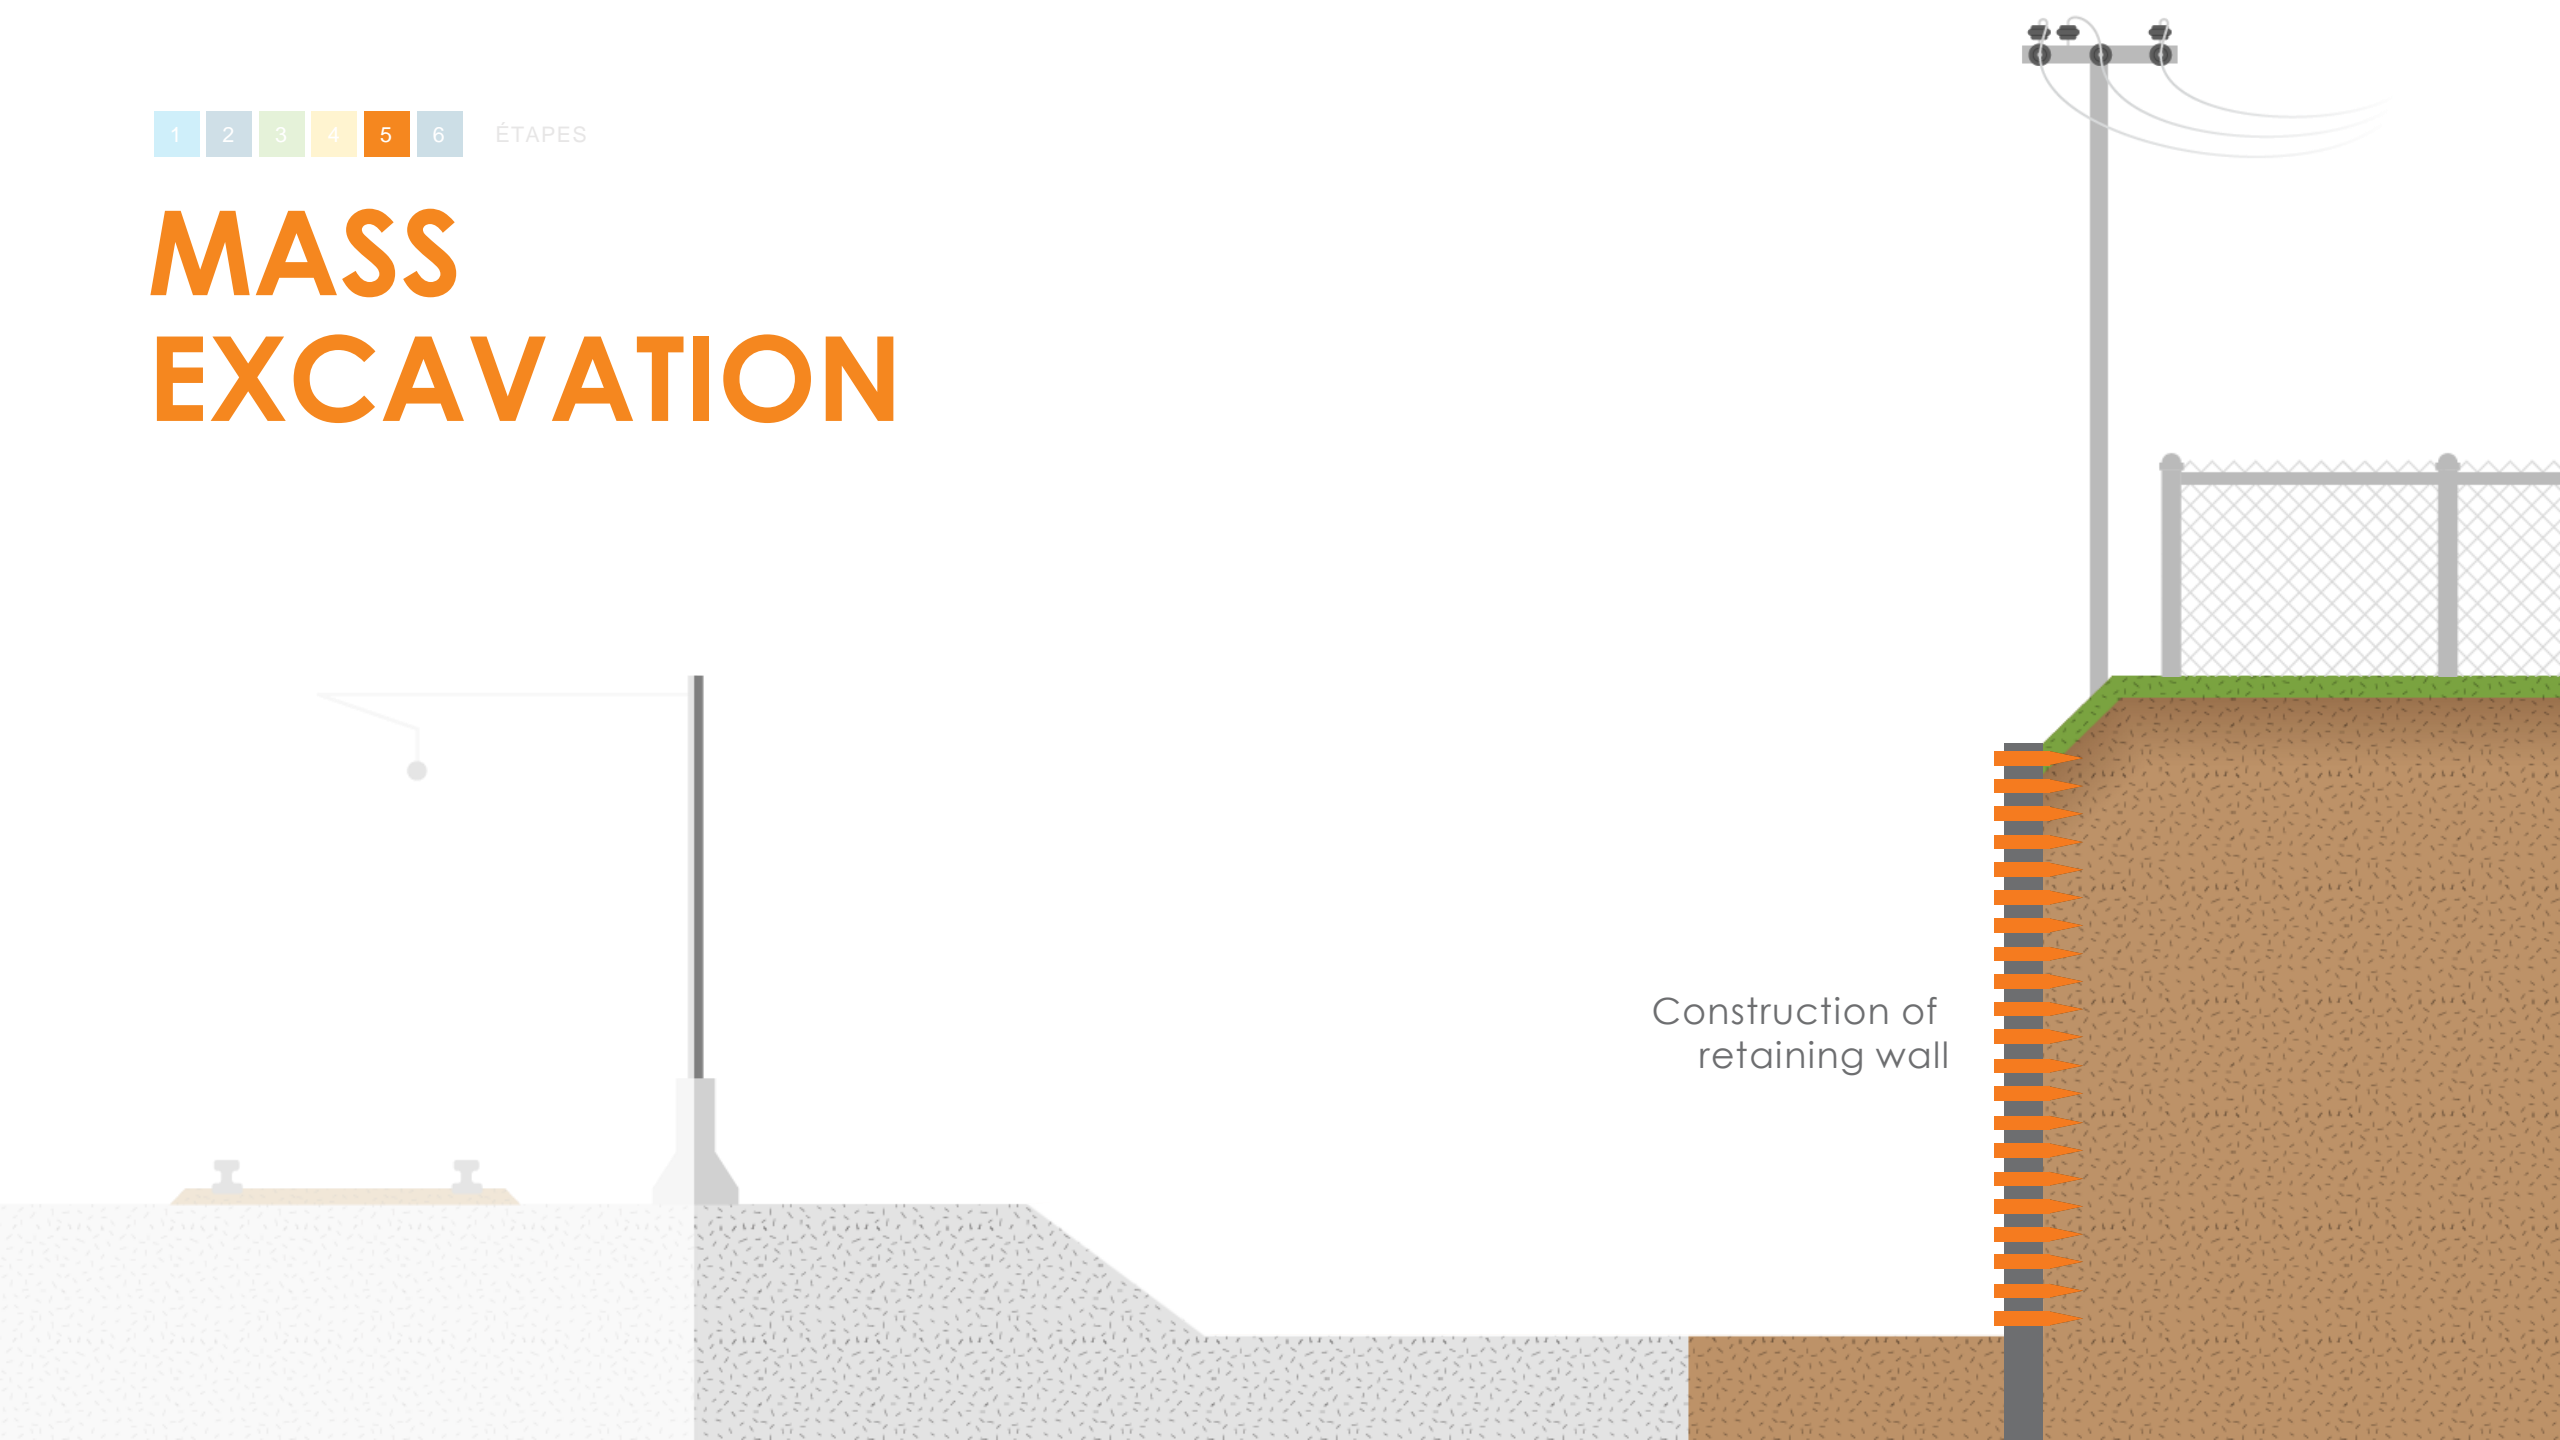 1 2 3 4 5 6 ÉTAPES
MASS
EXCAVATION
Construction of
retaining wall